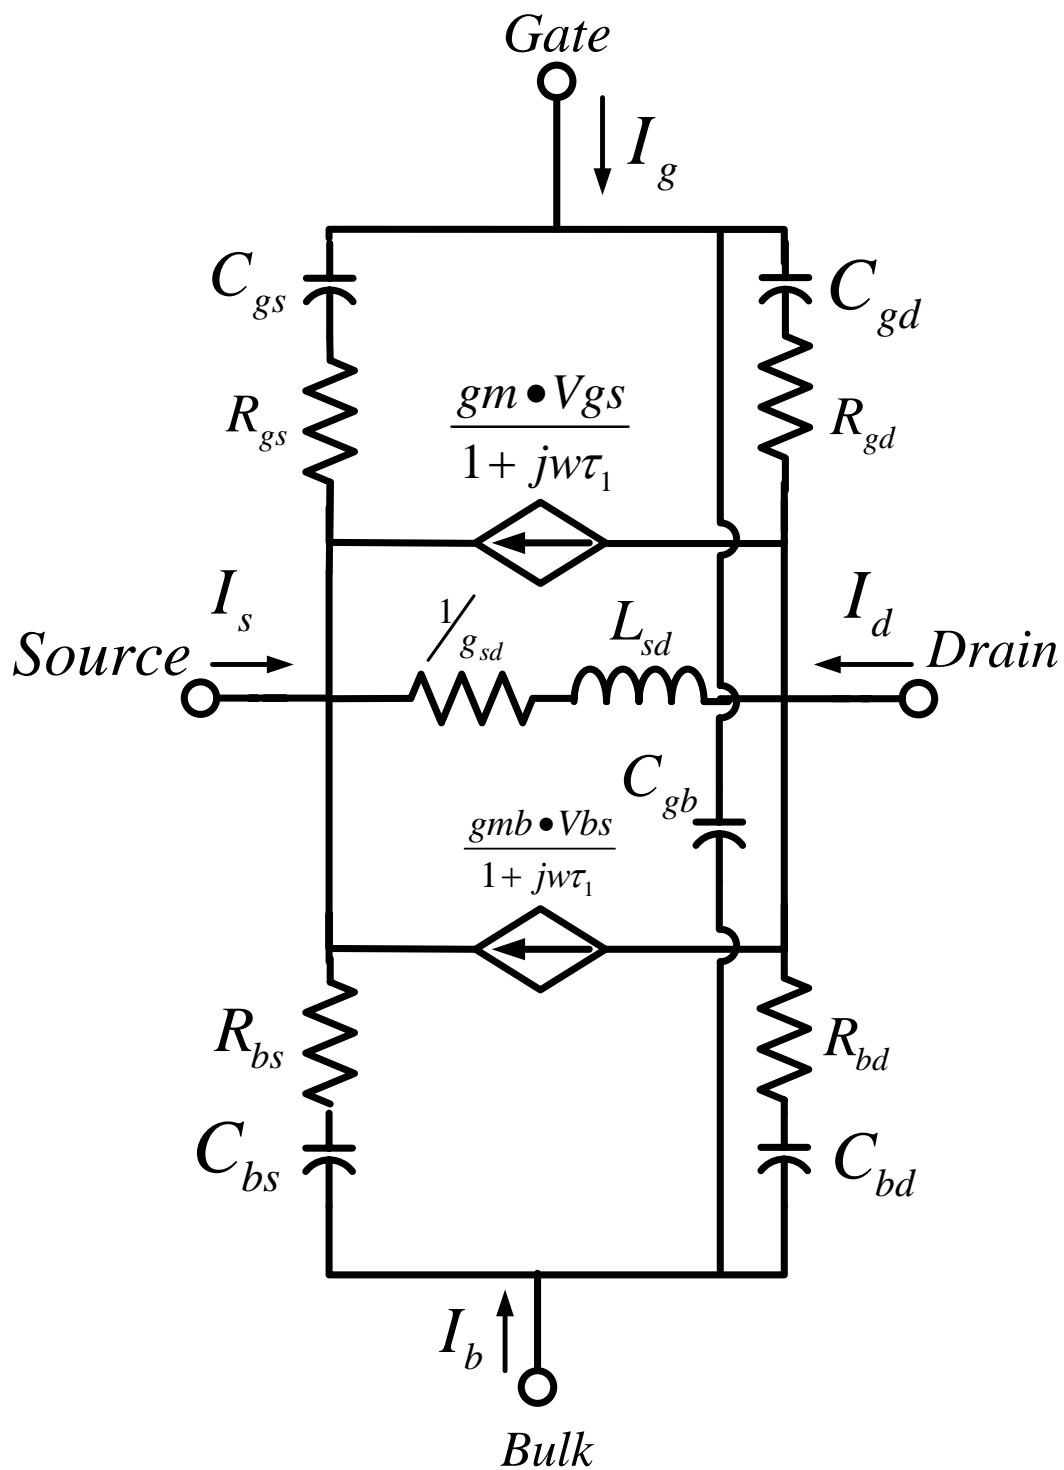 Gate
I_g
C_gs
C_gd
R_gs
gm•Vgs
1+ jwτ_1
R_gd
I_s
1/g_sd
L_sd
I_d
Source
Drain
C_gb
gmb•Vbs
1+ jwτ_1
R_bs
R_bd
C_bs
C_bd
I_b
Bulk